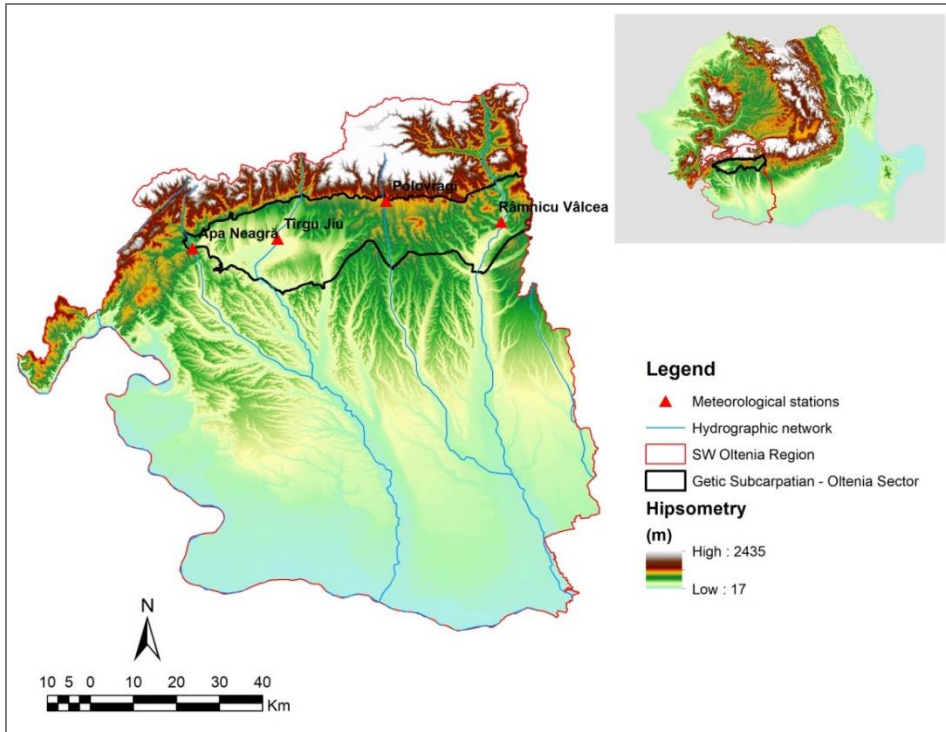 Polovragi
Râmnicu Vâlcea
Tîrgu Jiu
Apa Neagră
Legend
Meteorological stations
Hydrographic network
SW Oltenia Region
Getic Subcarpatian - Oltenia Sector
Hipsometry
(m)
High : 2435
Low : 17
N
10 5 0 10 20 30 40
Km